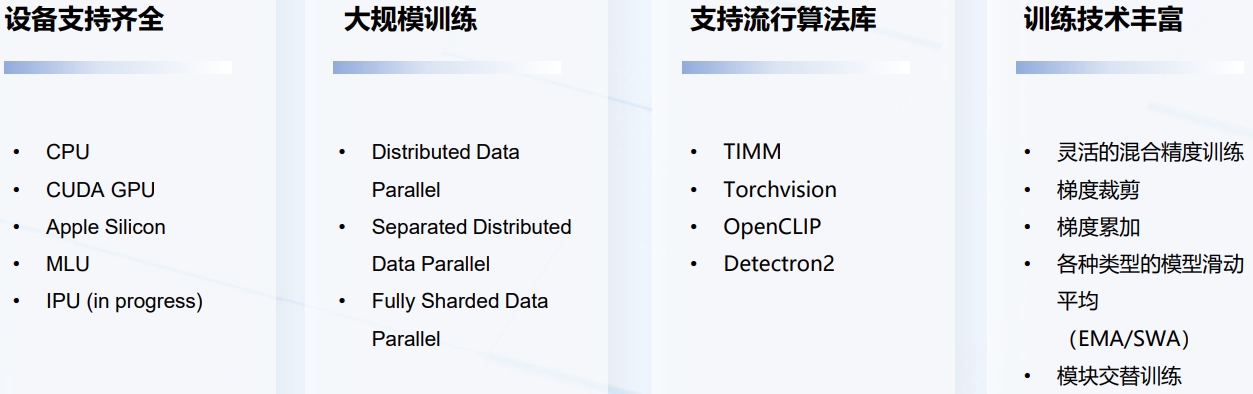 设备支持齐全
• CPU
• CUDA GPU
• Apple Silicon
• MLU
• IPU (in progress)
大规模训练
• Distributed Data
Parallel
• Separated Distributed
Data Parallel
• Fully Sharded Data
Parallel
支持流行算法库
• TIMM
• Torchvision
• OpenCLIP
• Detectron2
训练技术丰富
• 灵活的混合精度训练
• 梯度裁剪
• 梯度累加
• 各种类型的模型滑动
平均
（EMA/SWA）
• 模块交替训练